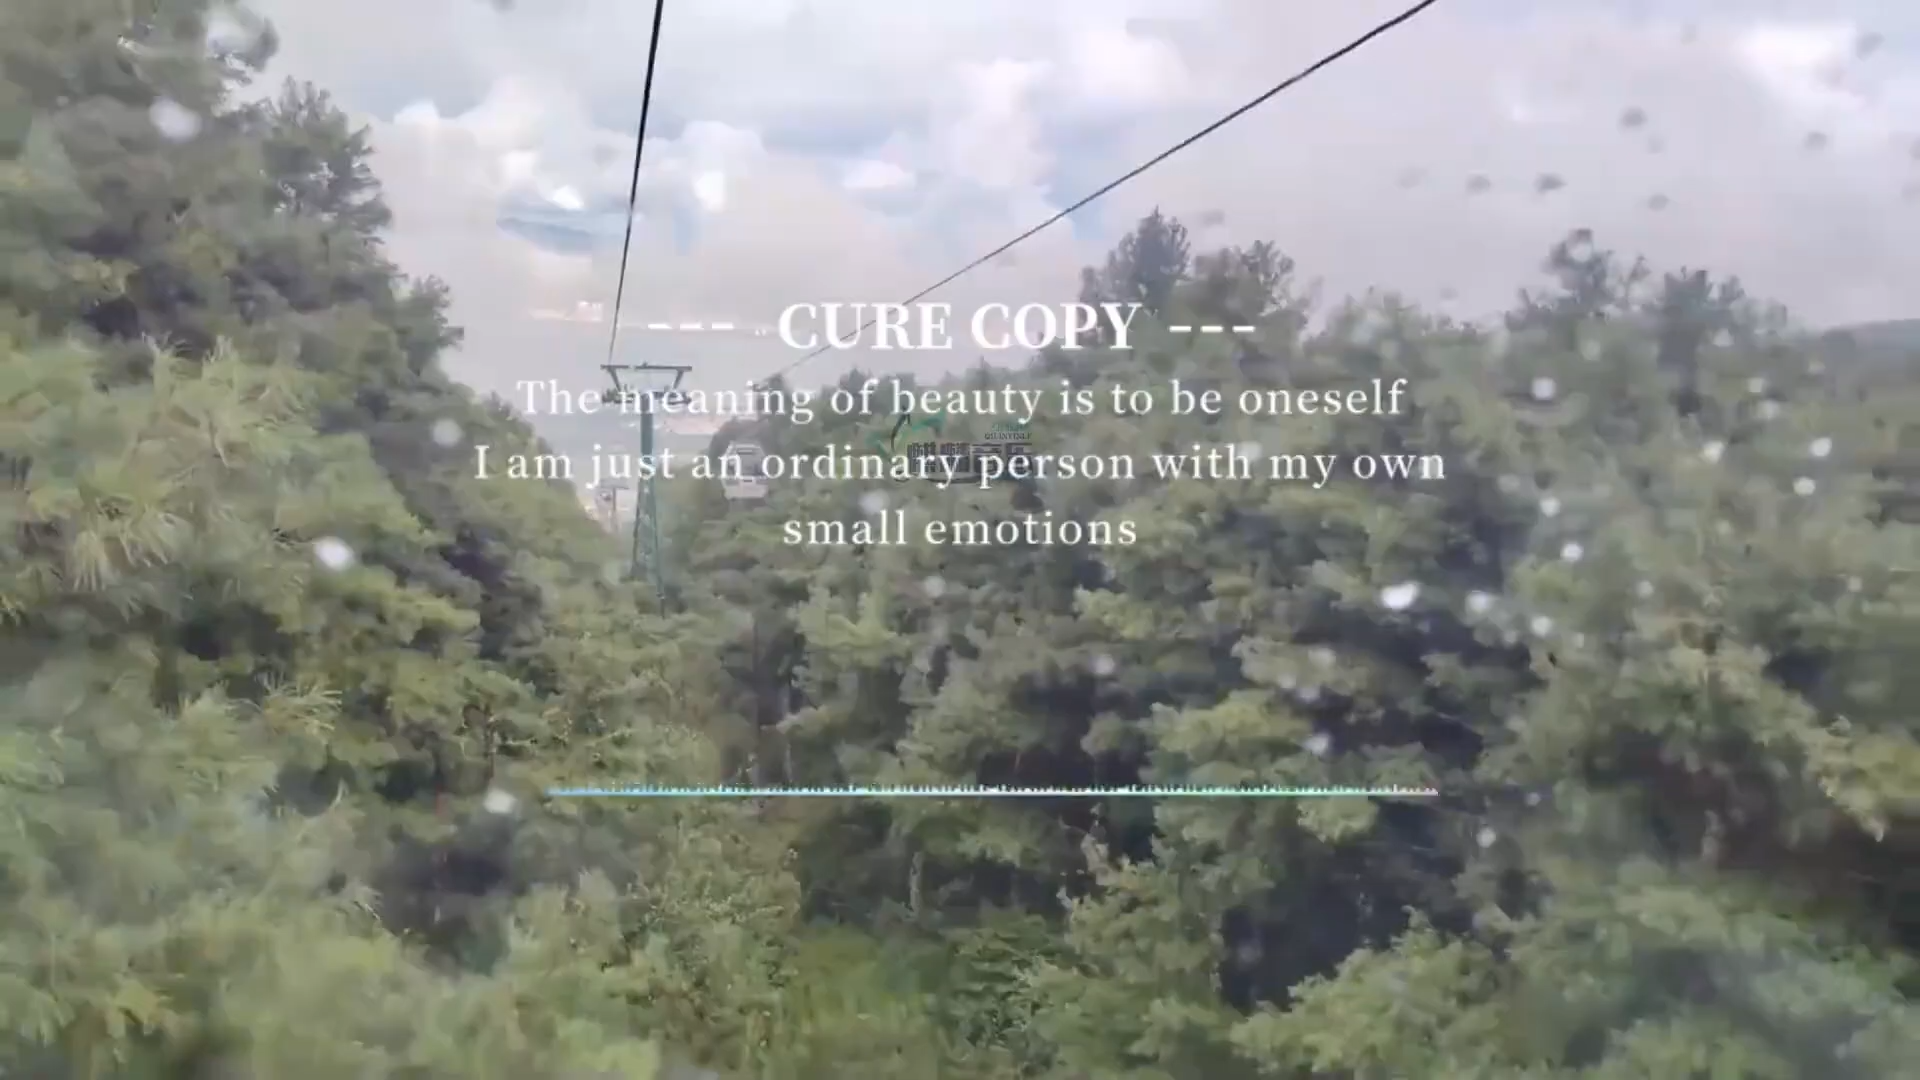 --- CURE COPY ---
The meaning of beauty is to be oneself
I am just an ordinary person with my own
small emotions